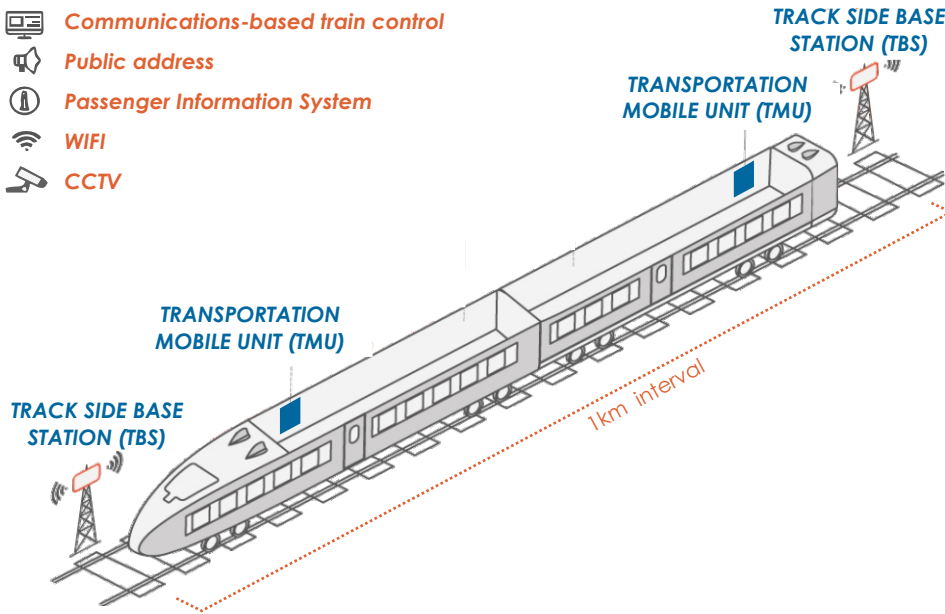 Communications-based train control
Public address
Passenger Information System
WIFI
CCTV
TRACK SIDE BASE
STATION (TBS)
TRANSPORTATION
MOBILE UNIT (TMU)
TRANSPORTATION
MOBILE UNIT (TMU)
TRACK SIDE BASE
STATION (TBS)
1km interval